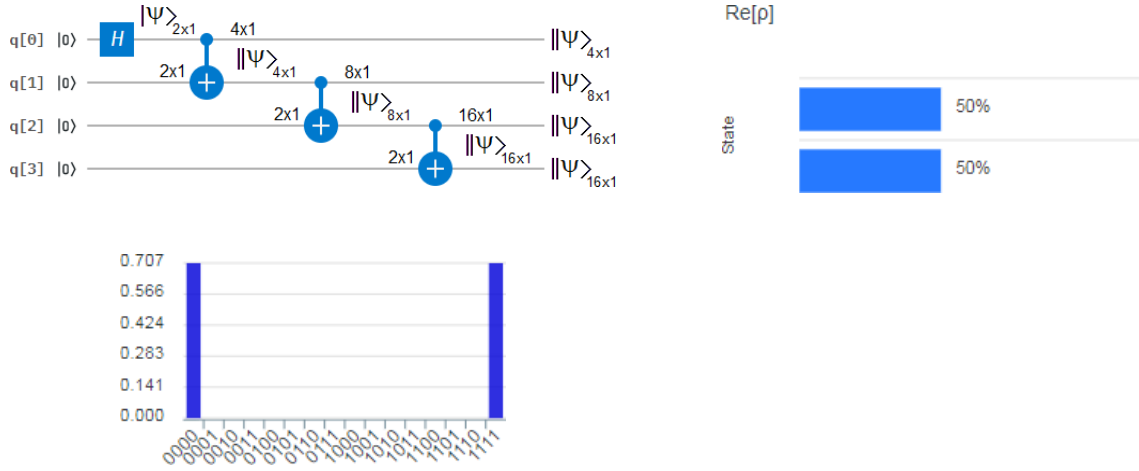 |Ψ⟩2x1 4x1
q[0] |0⟩ H ‖Ψ⟩4x1
2x1 ‖Ψ⟩4x1 8x1
q[1] |0⟩ + ‖Ψ⟩8x1
2x1 ‖Ψ⟩8x1 16x1
q[2] |0⟩ + ‖Ψ⟩16x1
2x1 ‖Ψ⟩16x1
q[3] |0⟩ + ‖Ψ⟩16x1
Re[ρ]
State
50%
50%
0.707
0.566
0.424
0.283
0.141
0.000
0000 0001 0010 0011 0100 0101 0110 0111 1000 1001 1010 1011 1100 1101 1110 1111